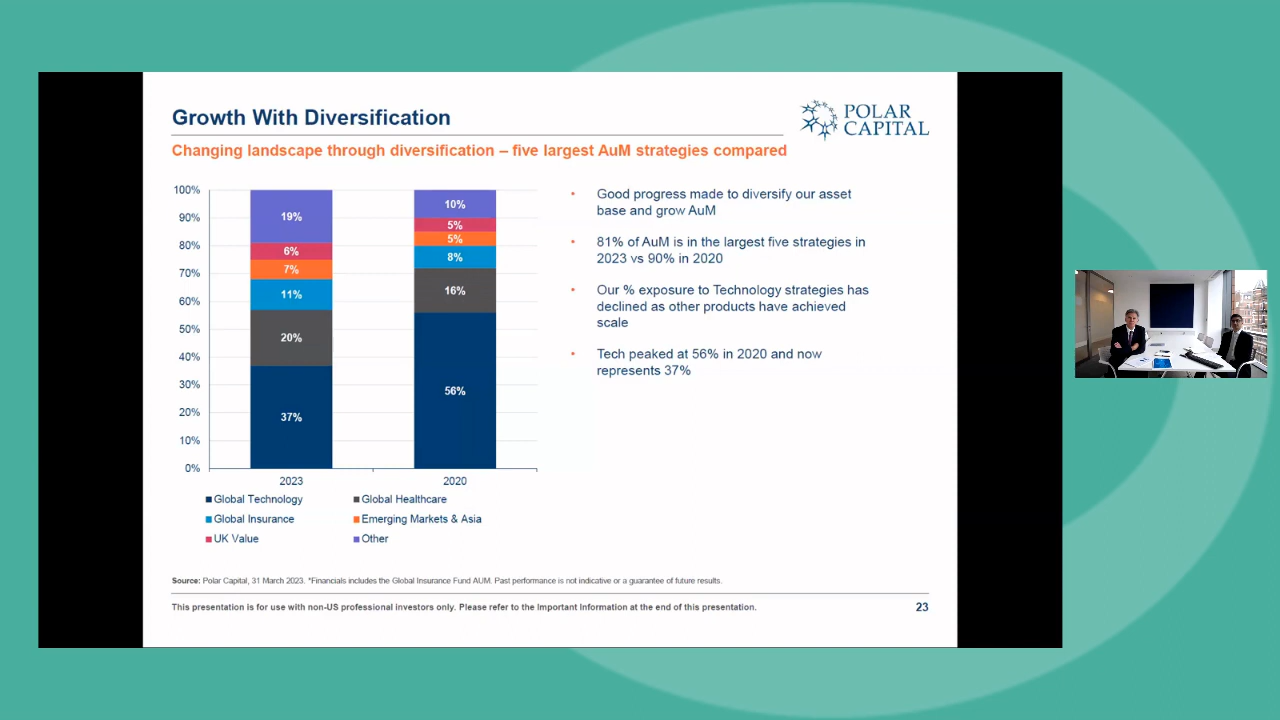 Growth With Diversification
POLAR
CAPITAL
Changing landscape through diversification – five largest AuM strategies compared
100%
90%
80%
70%
60%
50%
40%
30%
20%
10%
0%
19%
6%
7%
11%
20%
37%
10%
5%
5%
8%
16%
56%
2023
2020
Global Technology
Global Healthcare
Global Insurance
Emerging Markets & Asia
UK Value
Other
• Good progress made to diversify our asset
base and grow AuM
• 81% of AuM is in the largest five strategies in
2023 vs 90% in 2020
• Our % exposure to Technology strategies has
declined as other products have achieved
scale
• Tech peaked at 56% in 2020 and now
represents 37%
Source: Polar Capital, 31 March 2023. *Financials includes the Global Insurance Fund AUM. Past performance is not indicative or a guarantee of future results.
This presentation is for use with non-US professional investors only. Please refer to the Important Information at the end of this presentation.
23